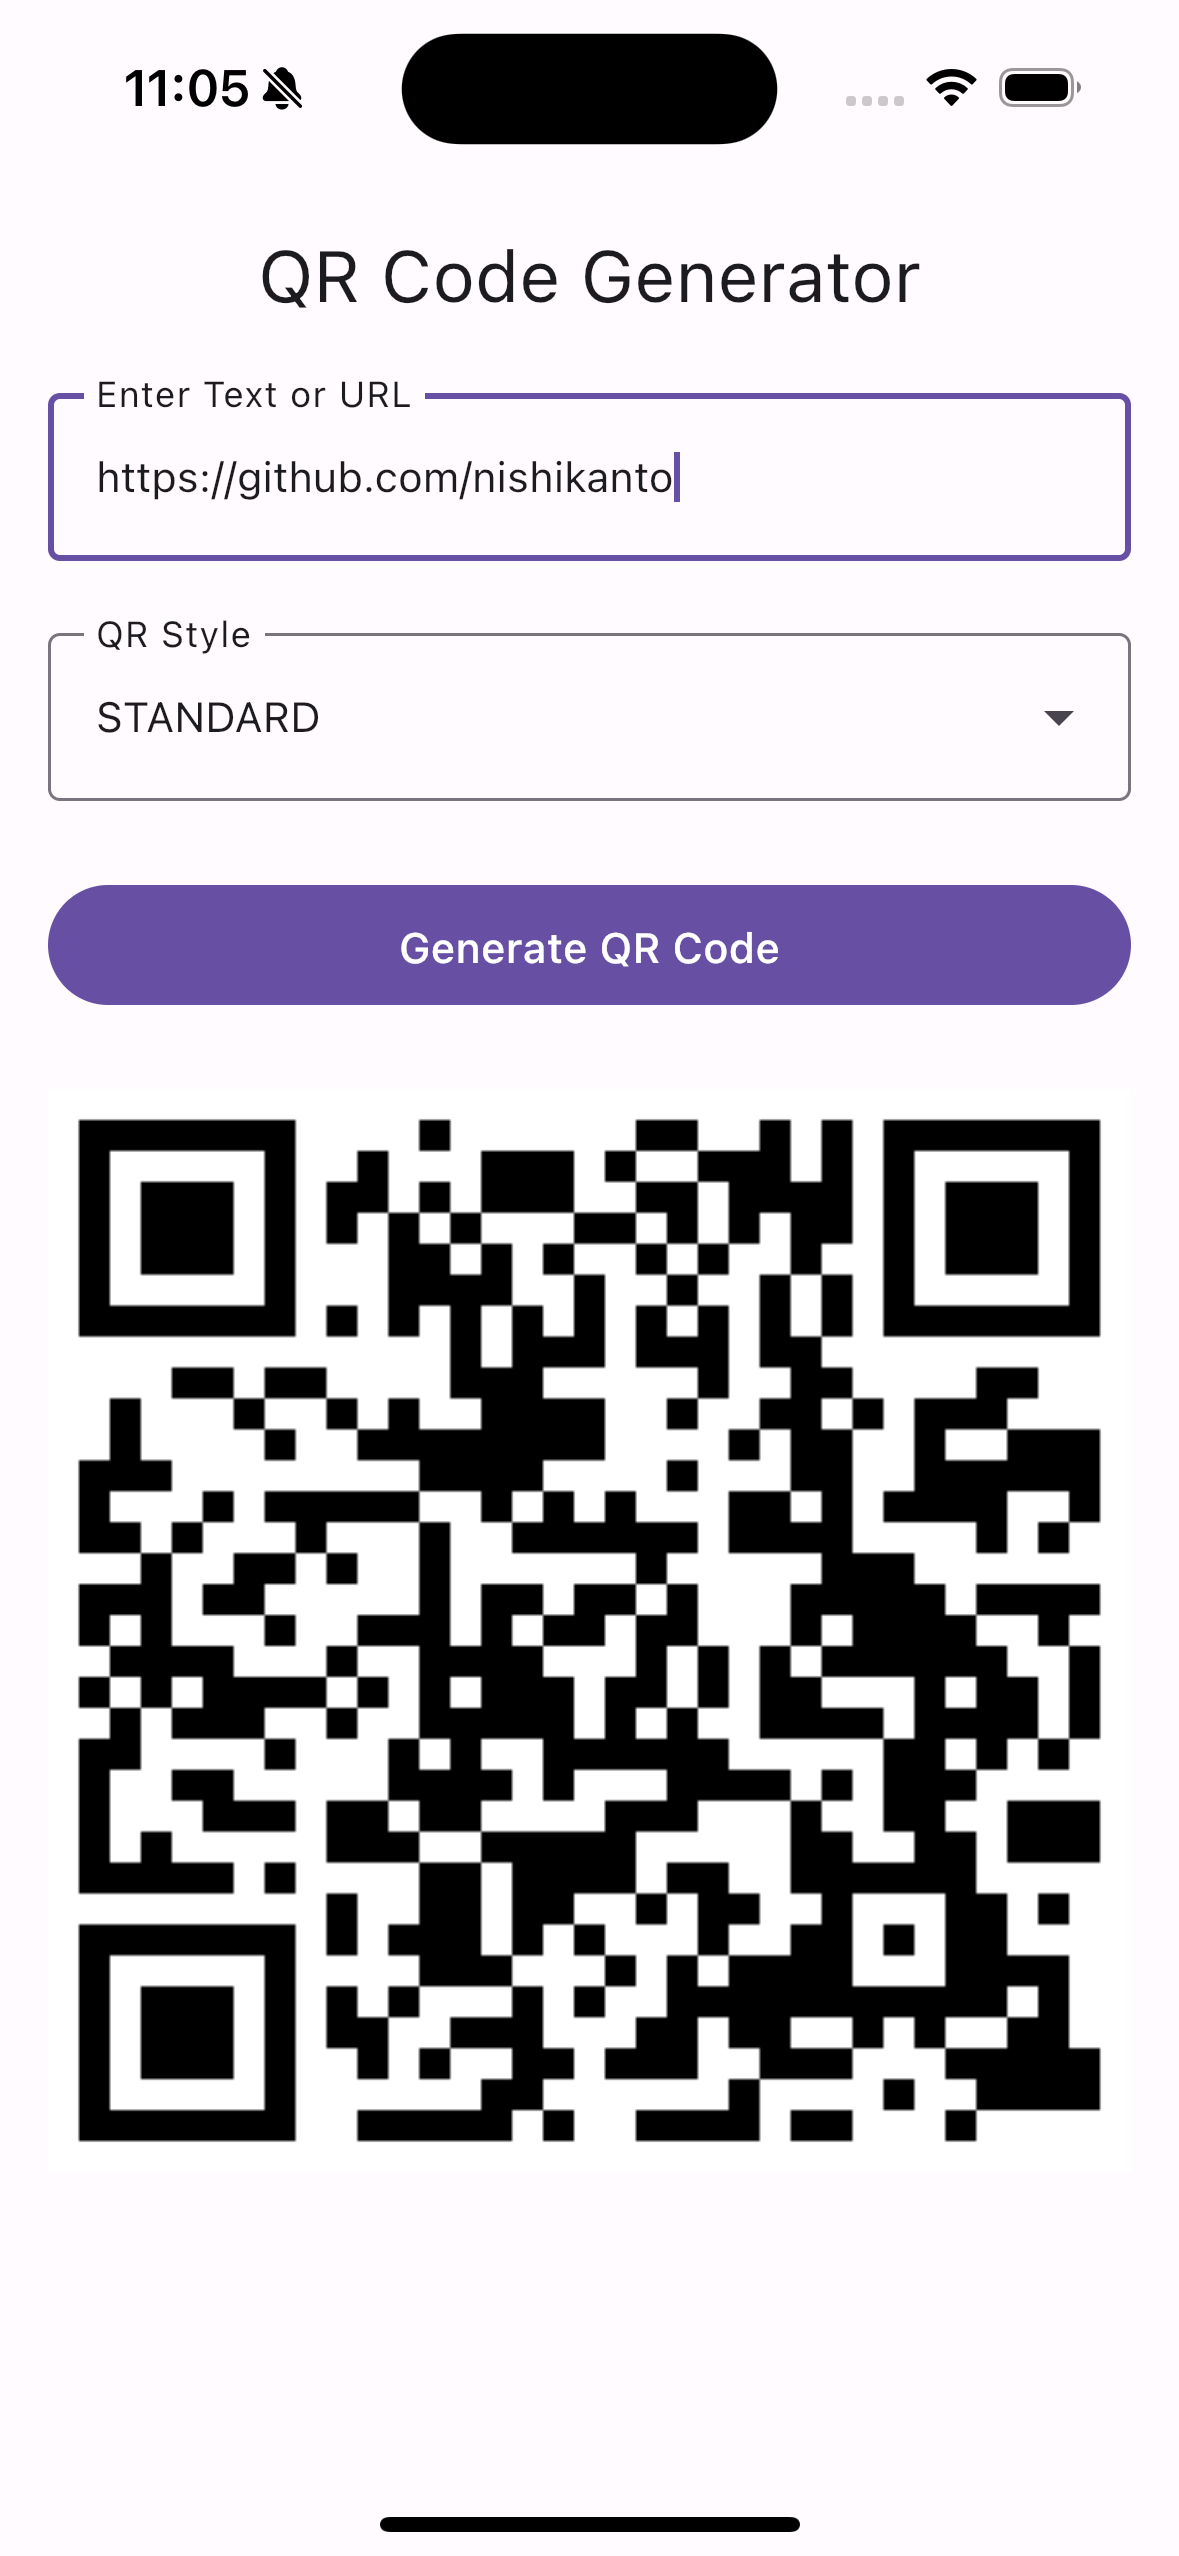 11:05
QR Code Generator
Enter Text or URL
https://github.com/nishikanto
QR Style
STANDARD
Generate QR Code